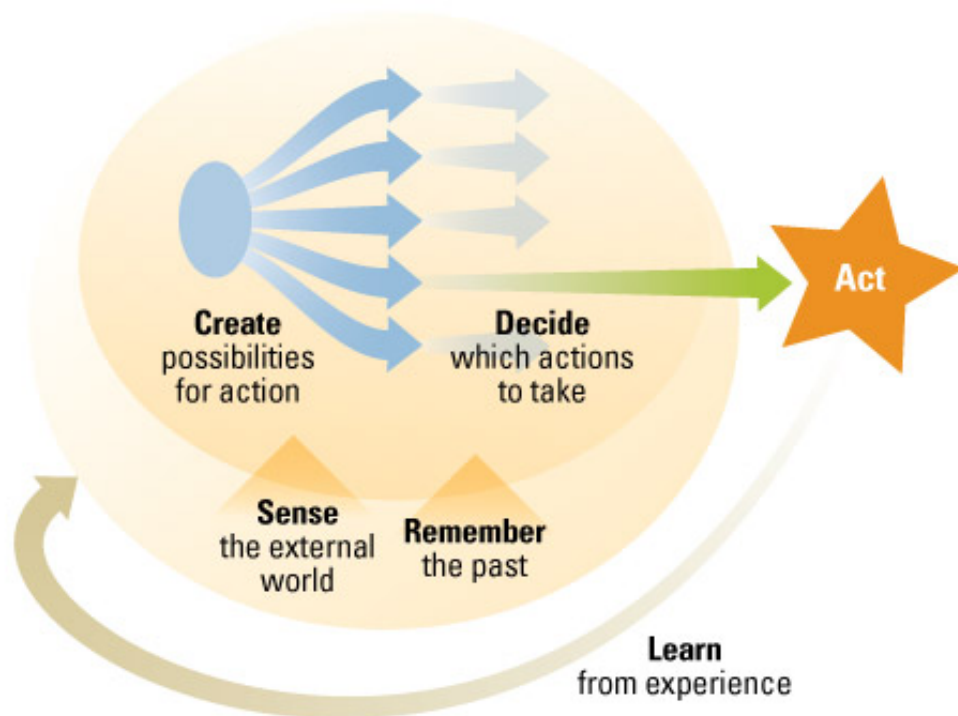 Act
Create
possibilities
for action
Decide
which actions
to take
Sense
the external
world
Remember
the past
Learn
from experience